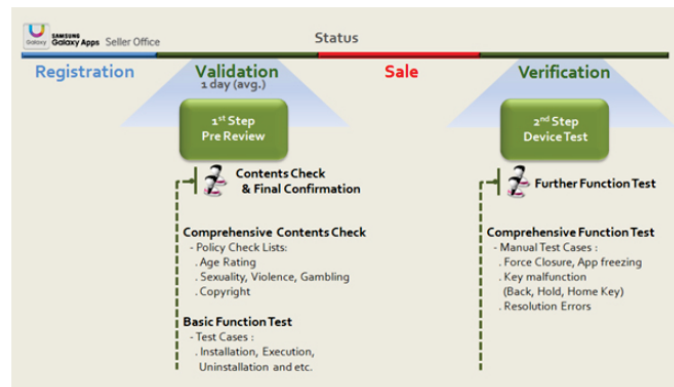 SAMSUNG
Galaxy Galaxy Apps Seller Office
Status
Registration Validation Sale Verification
1 day (avg.)
1st Step
Pre Review
2nd Step
Device Test
Contents Check
& Final Confirmation
Further Function Test
Comprehensive Contents Check
- Policy Check Lists:
. Age Rating
. Sexuality, Violence, Gambling
. Copyright
Basic Function Test
- Test Cases :
. Installation, Execution,
Uninstallation and etc.
Comprehensive Function Test
- Manual Test Cases :
. Force Closure, App freezing
. Key malfunction
(Back, Hold, Home Key)
. Resolution Errors